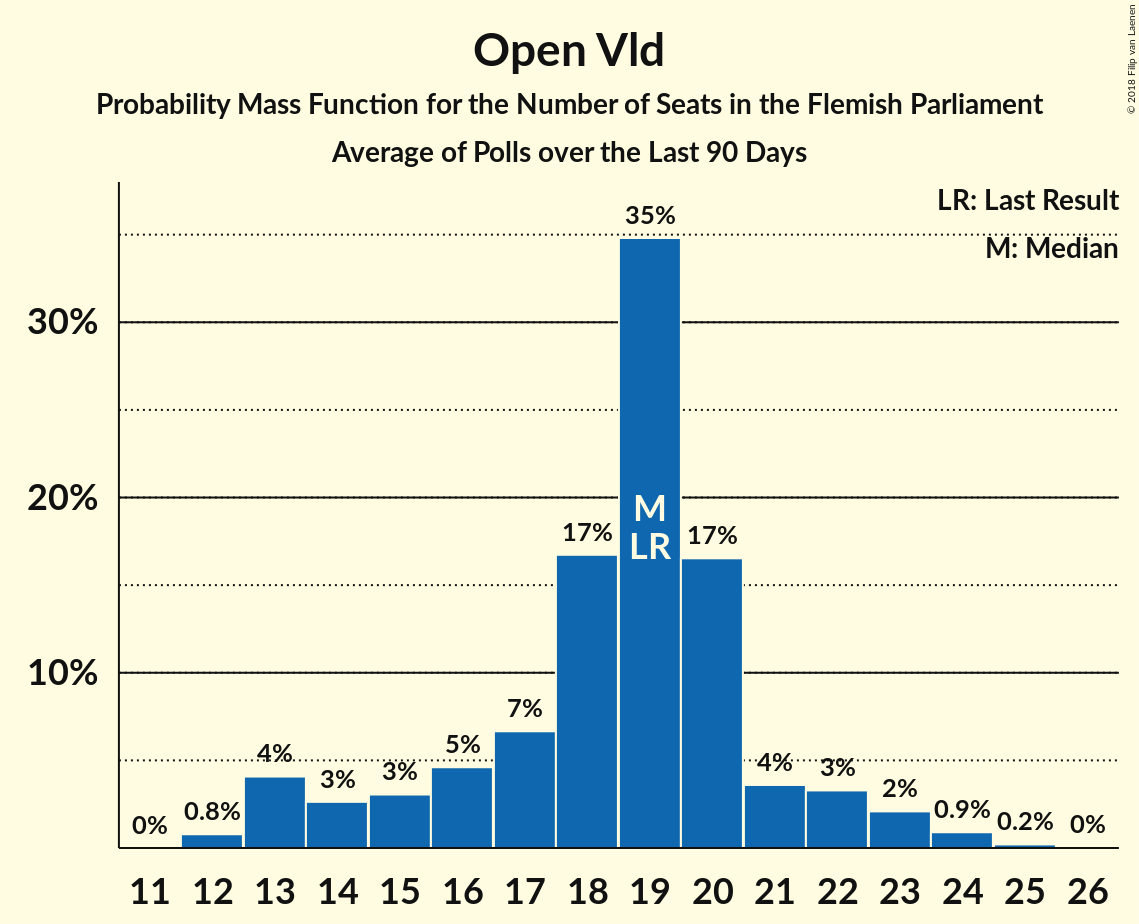 Open Vld
Probability Mass Function for the Number of Seats in the Flemish Parliament
Average of Polls over the Last 90 Days
© 2018 Filip van Laenen
LR: Last Result
M: Median
30%
20%
10%
0%
0.8%
4%
3%
3%
5%
7%
17%
35%
M
LR
17%
4%
3%
2%
0.9%
0.2%
0%
11 12 13 14 15 16 17 18 19 20 21 22 23 24 25 26